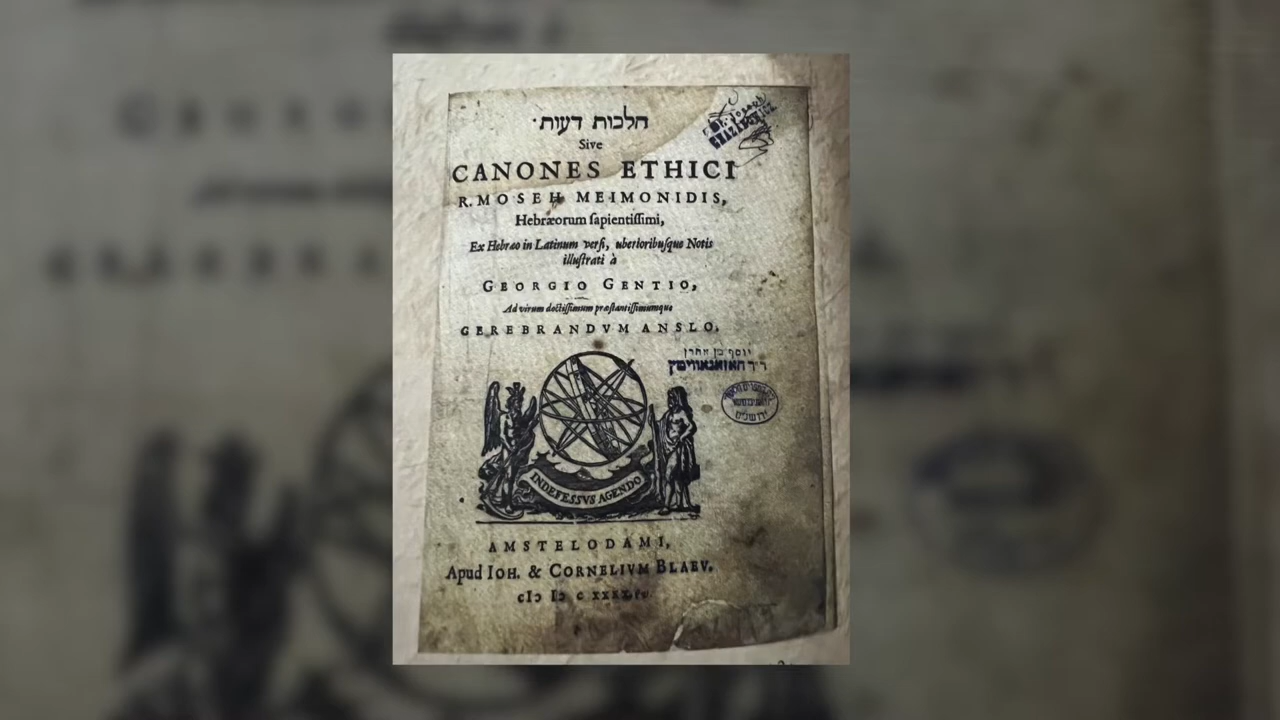 הלכות דעות·
Sive
CANONES ETHICI
R. MOSEH MEIMONIDIS,
Hebræorum ſapientiſſimi,
Ex Hebræo in Latinum verſi, uberioribuſque Notis
illuſtrati à
GEORGIO GENTIO,
Ad virum doctiſſimum præſtantiſſimumque
GEREBRANDVM ANSLO.
יוסף בן אהרן
INDEFESSVS AGENDO
AMSTELODAMI,
Apud IOH. & CORNELIVM BLAEV.
cIɔ Iɔ c XXXX